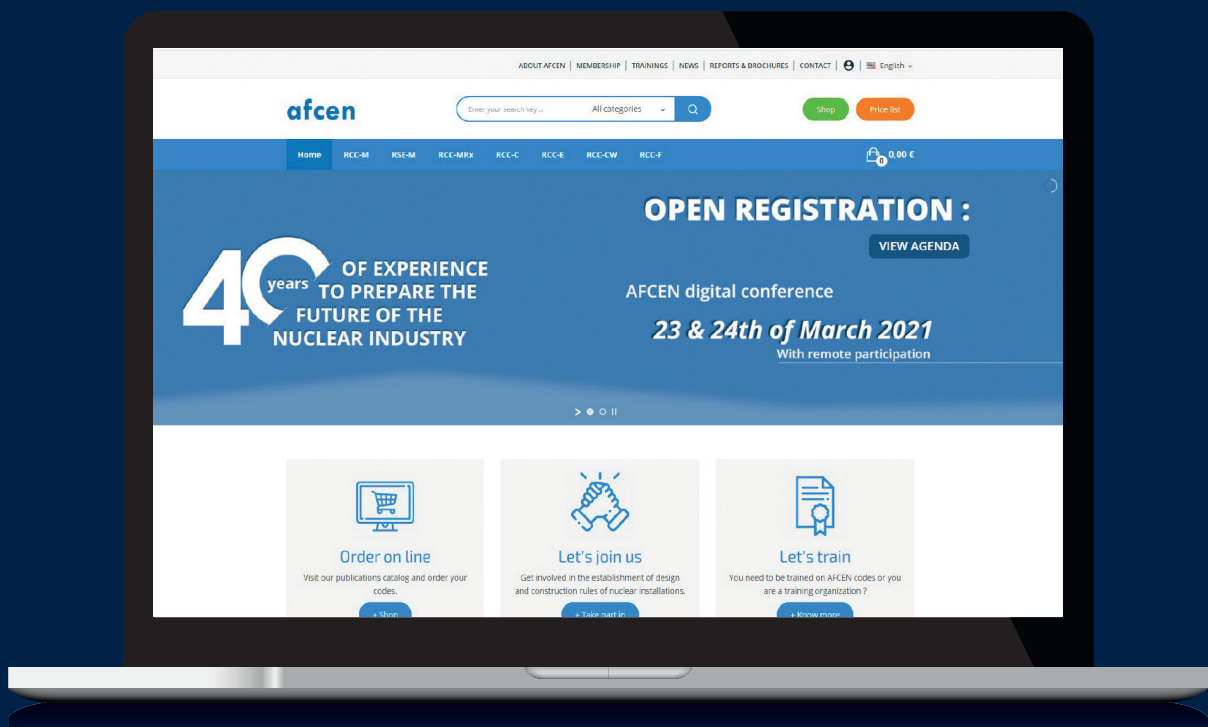 ABOUT AFCEN | MEMBERSHIP | TRAININGS | NEWS | REPORTS & BROCHURES | CONTACT | English
afcen
Enter your search key ... All categories
Shop Price list
Home RCC-M RSE-M RCC-MRx RCC-C RCC-E RCC-CW RCC-F 0 0,00 €
40 years
OF EXPERIENCE
TO PREPARE THE
FUTURE OF THE
NUCLEAR INDUSTRY
OPEN REGISTRATION :
VIEW AGENDA
AFCEN digital conference
23 & 24th of March 2021
With remote participation
Order on line
Visit our publications catalog and order your
codes.
+ Shop
Let's join us
Get involved in the establishment of design
and construction rules of nuclear installations.
+ Take part in
Let's train
You need to be trained on AFCEN codes or you
are a training organization ?
+ Know more